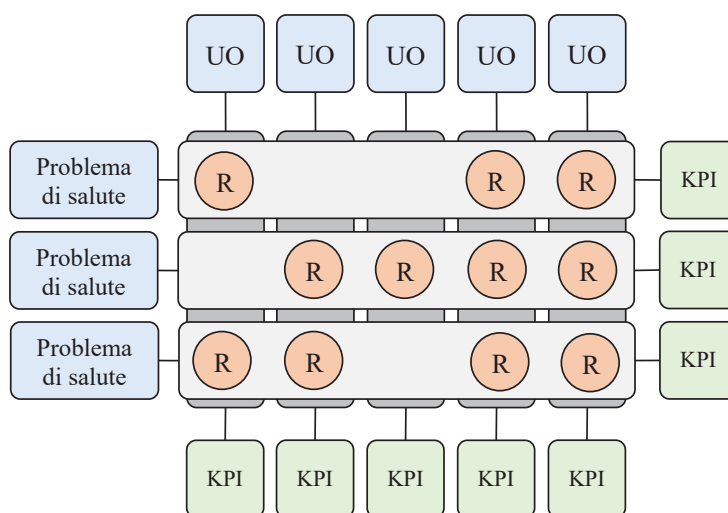 UO UO UO UO UO
Problema
di salute
R R R
KPI
Problema
di salute
R R R R
KPI
Problema
di salute
R R R R
KPI
KPI KPI KPI KPI KPI